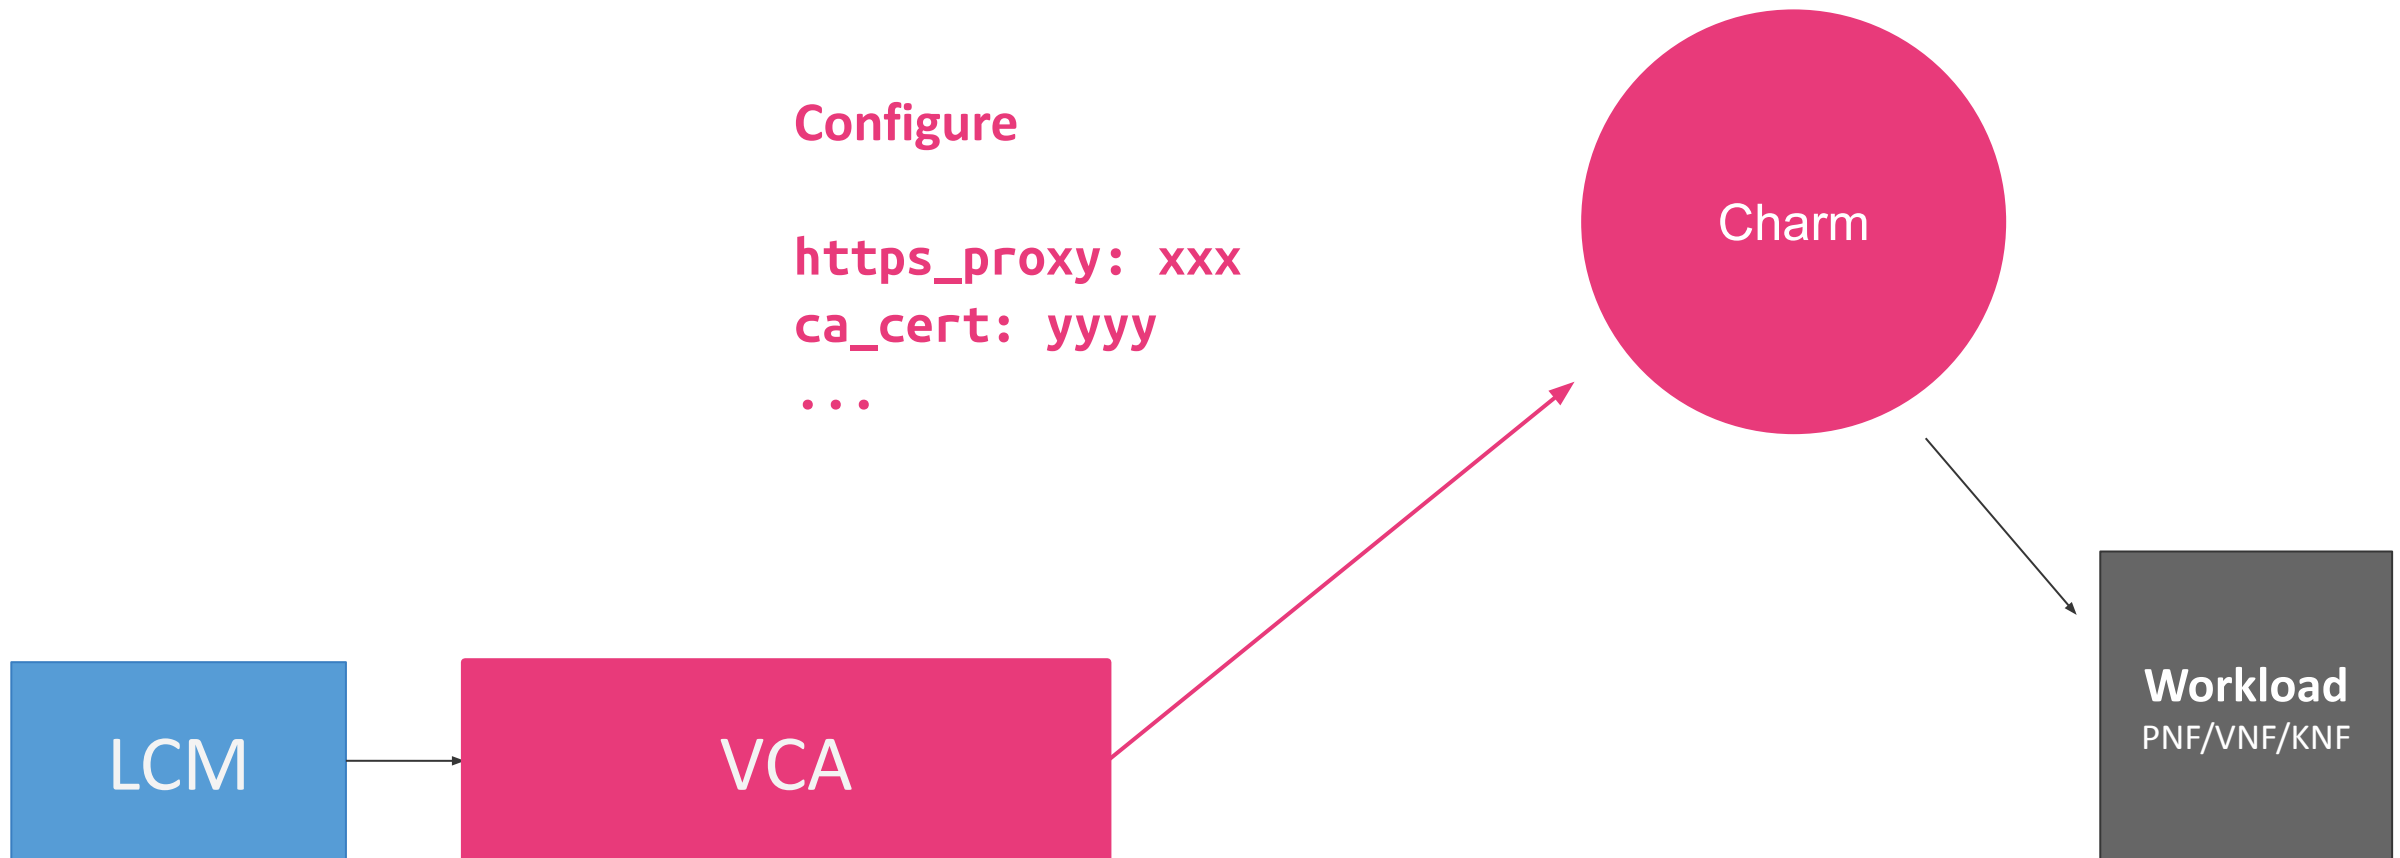 Configure
https_proxy: xxx
ca_cert: yyyy
...
Charm
LCM
VCA
Workload
PNF/VNF/KNF